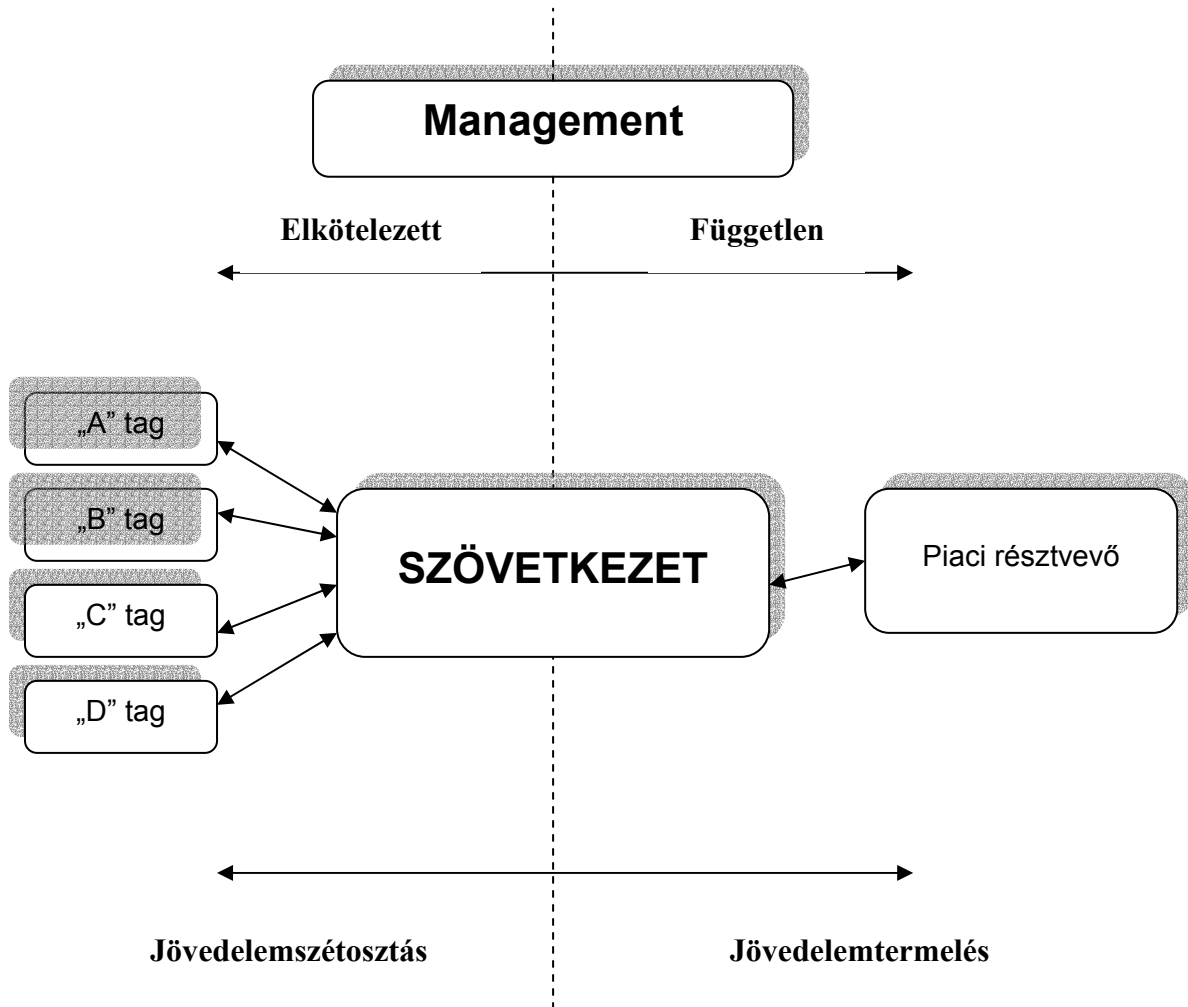 Management
Elkötelezett
Független
„A” tag
„B” tag
„C” tag
„D” tag
SZÖVETKEZET
Piaci résztvevő
Jövedelemszétosztás
Jövedelemtermelés